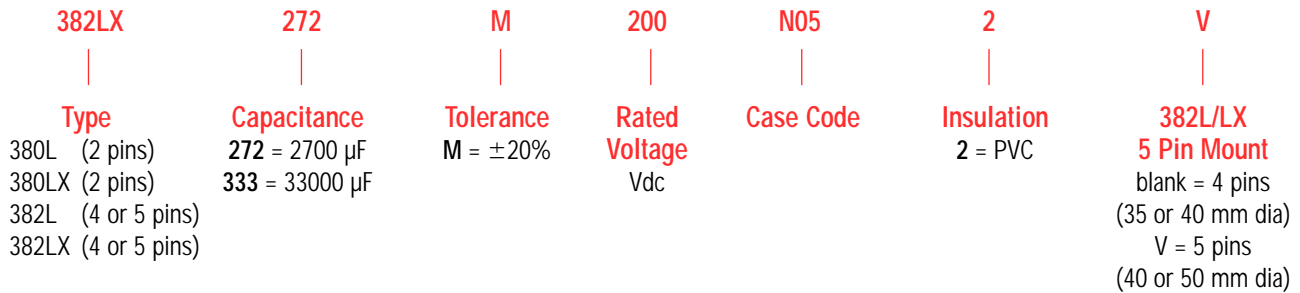 382LX 272 M 200 N05 2 V
Type Capacitance Tolerance Rated Voltage Case Code Insulation 382L/LX 5 Pin Mount
380L (2 pins)
380LX (2 pins)
382L (4 or 5 pins)
382LX (4 or 5 pins)
272 = 2700 µF
333 = 33000 µF
M = ±20%
Vdc
2 = PVC
blank = 4 pins
(35 or 40 mm dia)
V = 5 pins
(40 or 50 mm dia)